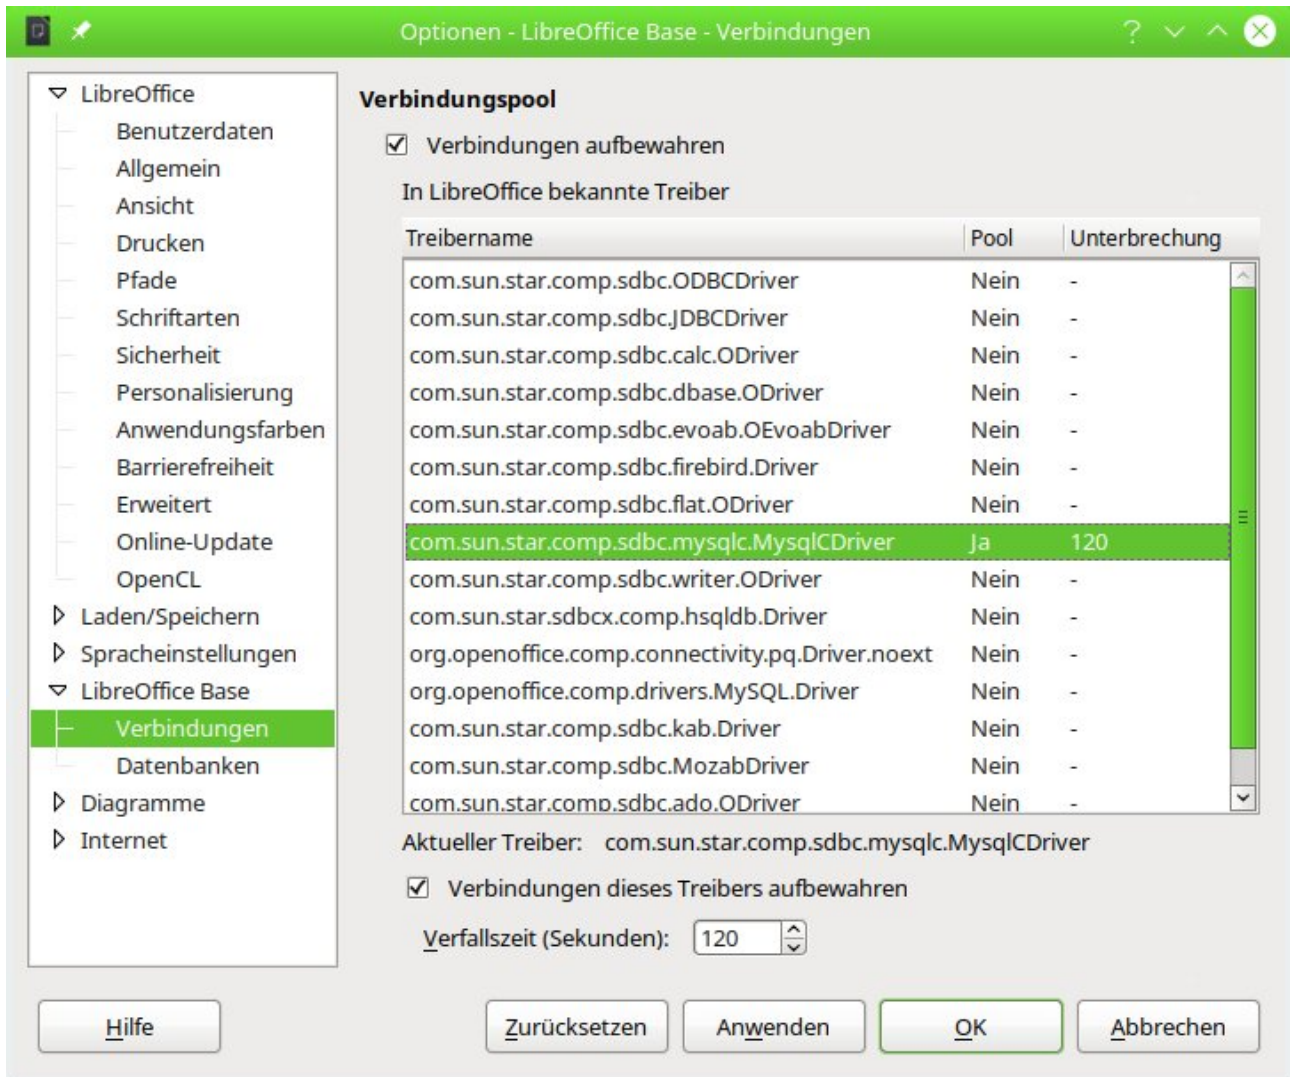 Optionen - LibreOffice Base - Verbindungen
LibreOffice
Benutzerdaten
Allgemein
Ansicht
Drucken
Pfade
Schriftarten
Sicherheit
Personalisierung
Anwendungsfarben
Barrierefreiheit
Erweitert
Online-Update
OpenCL
Laden/Speichern
Spracheinstellungen
LibreOffice Base
Verbindungen
Datenbanken
Diagramme
Internet
Verbindungspool
Verbindungen aufbewahren
In LibreOffice bekannte Treiber
Treibername Pool Unterbrechung
com.sun.star.comp.sdbc.ODBCDriver Nein -
com.sun.star.comp.sdbc.JDBCDriver Nein -
com.sun.star.comp.sdbc.calc.ODriver Nein -
com.sun.star.comp.sdbc.dbase.ODriver Nein -
com.sun.star.comp.sdbc.evoab.OEvoabDriver Nein -
com.sun.star.comp.sdbc.firebird.Driver Nein -
com.sun.star.comp.sdbc.flat.ODriver Nein -
com.sun.star.comp.sdbc.mysqlc.MysqlCDriver Ja 120
com.sun.star.comp.sdbc.writer.ODriver Nein -
com.sun.star.sdbcx.comp.hsqldb.Driver Nein -
org.openoffice.comp.connectivity.pq.Driver.noext Nein -
org.openoffice.comp.drivers.MySQL.Driver Nein -
com.sun.star.comp.sdbc.kab.Driver Nein -
com.sun.star.comp.sdbc.MozabDriver Nein -
com.sun.star.comp.sdbc.ado.ODriver Nein -
Aktueller Treiber: com.sun.star.comp.sdbc.mysqlc.MysqlCDriver
Verbindungen dieses Treibers aufbewahren
Verfallszeit (Sekunden): 120
Hilfe Zurücksetzen Anwenden OK Abbrechen